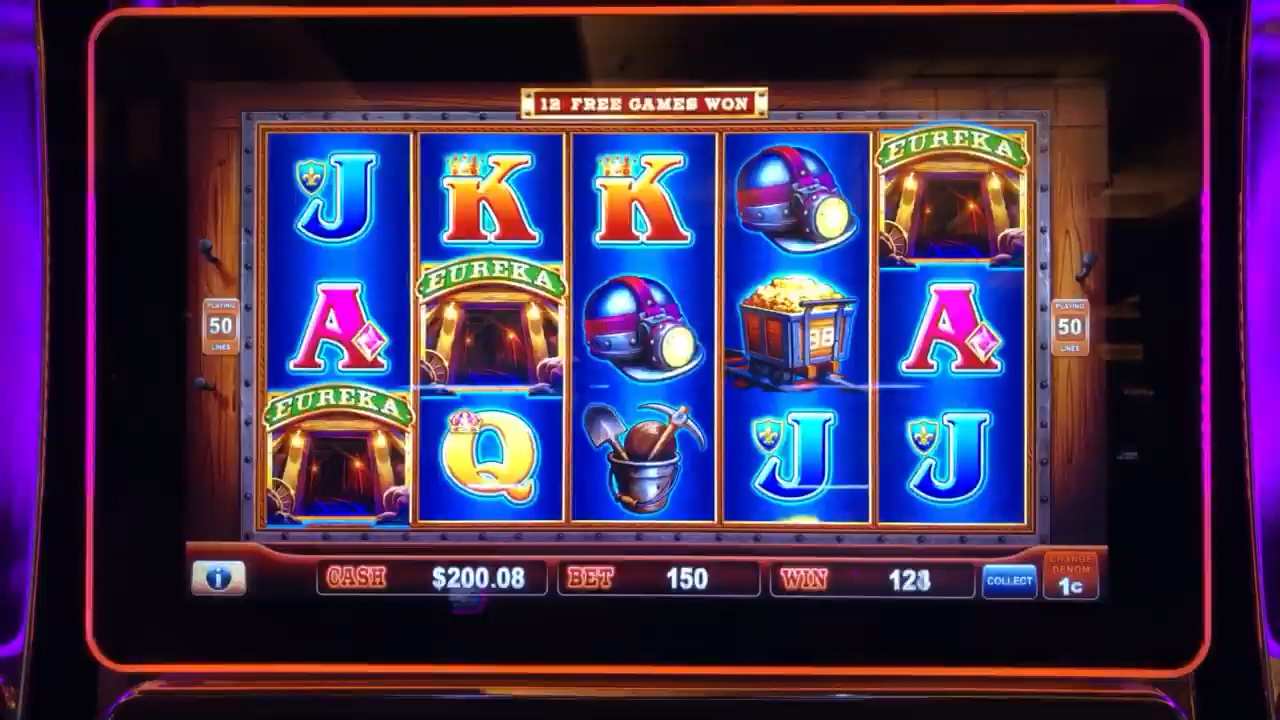 12 FREE GAMES WON
J K K EUREKA
A EUREKA 98 A
EUREKA Q J J
PLAYING
50
LINES
PLAYING
50
LINES
i CASH $200.08 BET 150 WIN COLLECT
CHANGE
DENOM
1c